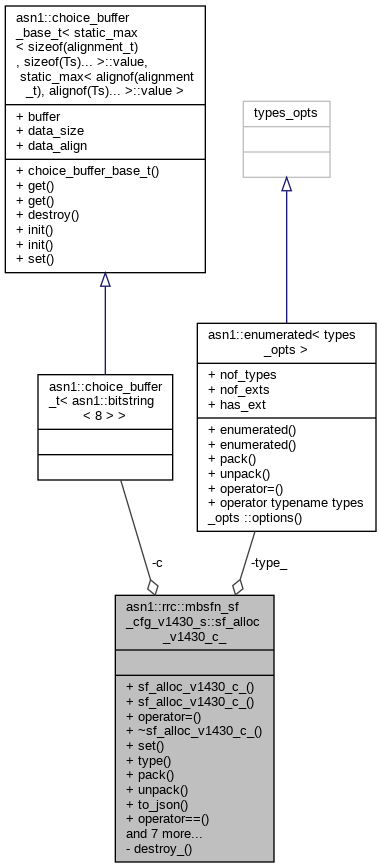 asn1::choice_buffer
_base_t< static_max
< sizeof(alignment_t)
, sizeof(Ts)... >::value,
static_max< alignof(alignment
_t), alignof(Ts)... >::value >
+ buffer
+ data_size
+ data_align
+ choice_buffer_base_t()
+ get()
+ get()
+ destroy()
+ init()
+ init()
+ set()
types_opts
asn1::enumerated< types
_opts >
+ nof_types
+ nof_exts
+ has_ext
+ enumerated()
+ enumerated()
+ pack()
+ unpack()
+ operator=()
+ operator typename types
_opts ::options()
asn1::choice_buffer
_t< asn1::bitstring
< 8 > >
-c
-type_
asn1::rrc::mbsfn_sf
_cfg_v1430_s::sf_alloc
_v1430_c_
+ sf_alloc_v1430_c_()
+ sf_alloc_v1430_c_()
+ operator=()
+ ~sf_alloc_v1430_c_()
+ set()
+ type()
+ pack()
+ unpack()
+ to_json()
+ operator==()
and 7 more...
- destroy_()